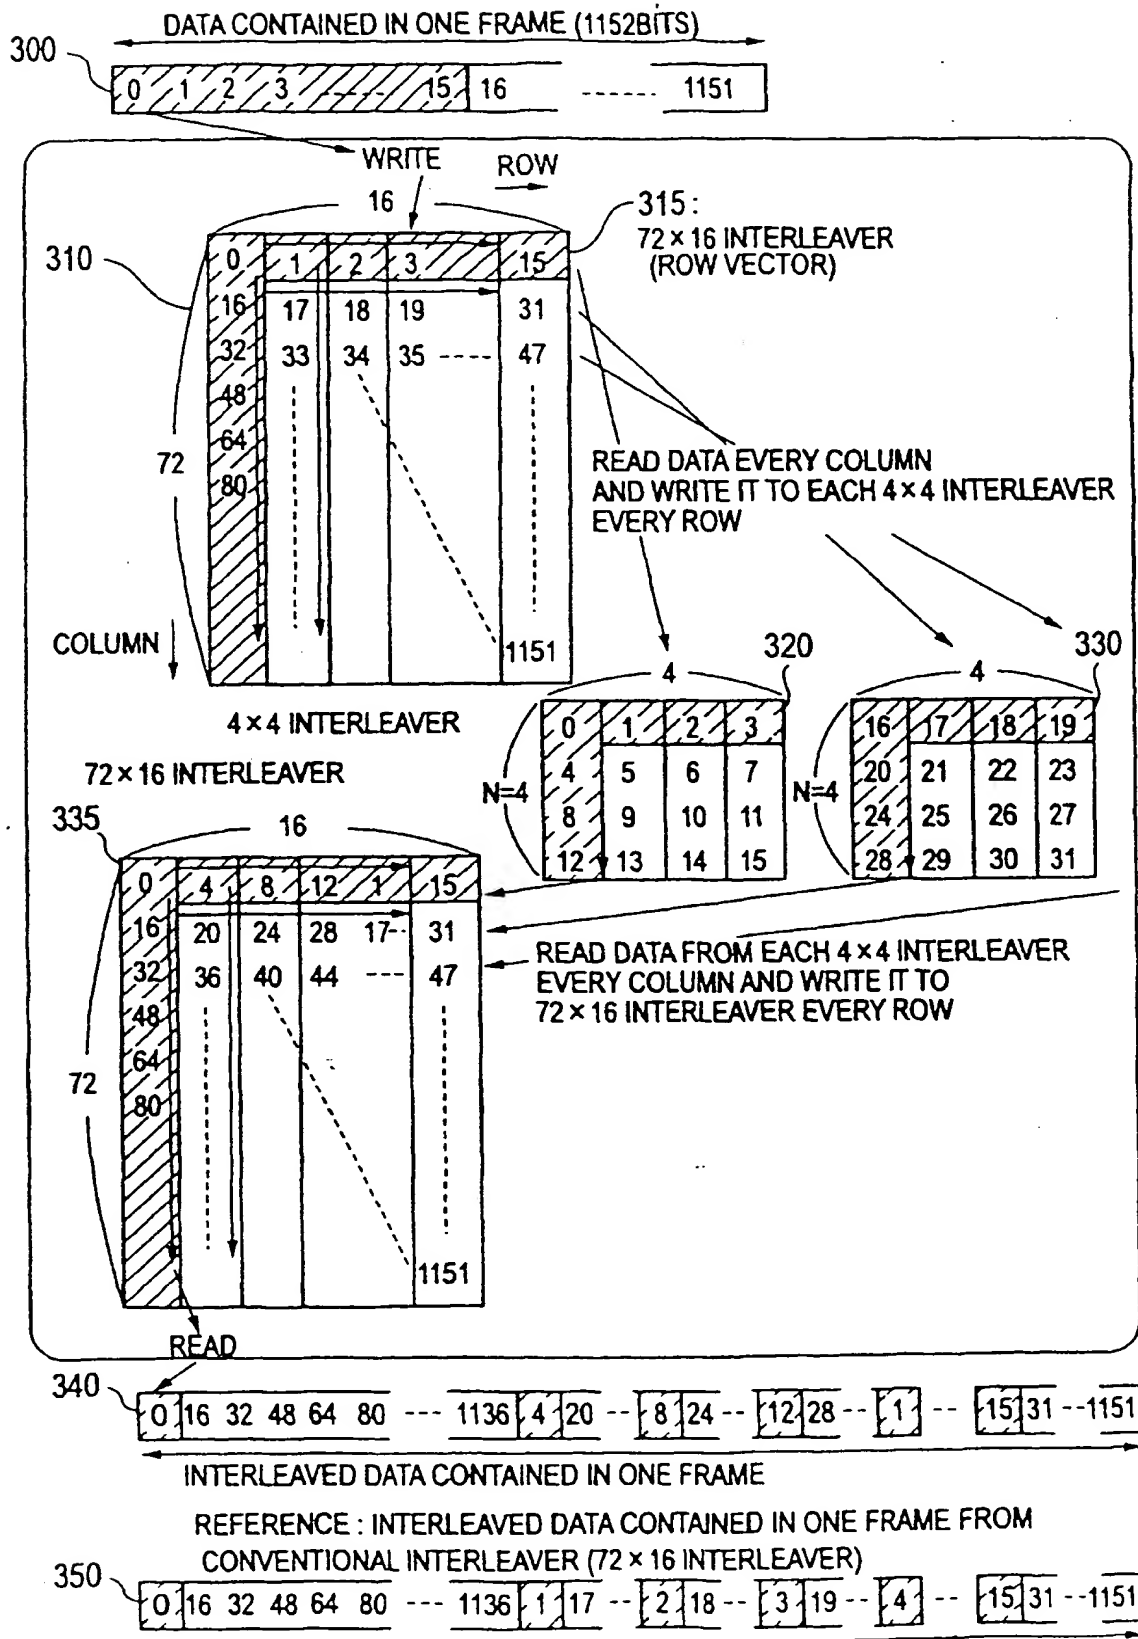 DATA CONTAINED IN ONE FRAME (1152BITS)
300
0 1 2 3 ----- 15 16 ----- 1151
WRITE
ROW
16
315:
72×16 INTERLEAVER
(ROW VECTOR)
310
0 1 2 3 15
16 17 18 19 31
32 33 34 35 ---- 47
48
64
80
72
1151
COLUMN
READ DATA EVERY COLUMN
AND WRITE IT TO EACH 4×4 INTERLEAVER
EVERY ROW
4×4 INTERLEAVER
320
4
N=4
0 1 2 3
4 5 6 7
8 9 10 11
12 13 14 15
330
4
N=4
16 17 18 19
20 21 22 23
24 25 26 27
28 29 30 31
72×16 INTERLEAVER
335
16
0 4 8 12 1 15
16 20 24 28 17-- 31
32 36 40 44 --- 47
48
64
80
72
1151
READ DATA FROM EACH 4×4 INTERLEAVER
EVERY COLUMN AND WRITE IT TO
72×16 INTERLEAVER EVERY ROW
READ
340
0 16 32 48 64 80 --- 1136 4 20 -- 8 24 -- 12 28 -- 1 -- 15 31 --1151
INTERLEAVED DATA CONTAINED IN ONE FRAME
REFERENCE : INTERLEAVED DATA CONTAINED IN ONE FRAME FROM
CONVENTIONAL INTERLEAVER (72×16 INTERLEAVER)
350
0 16 32 48 64 80 --- 1136 1 17 -- 2 18 -- 3 19 -- 4 -- 15 31 --1151